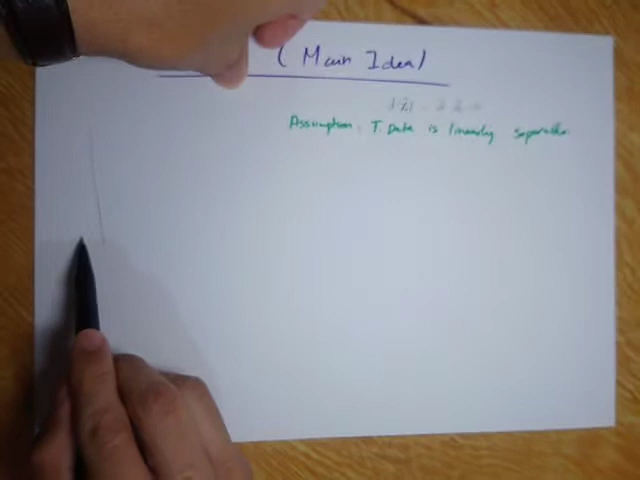 (Main Idea)
Assumption: T. Data is linearly separable